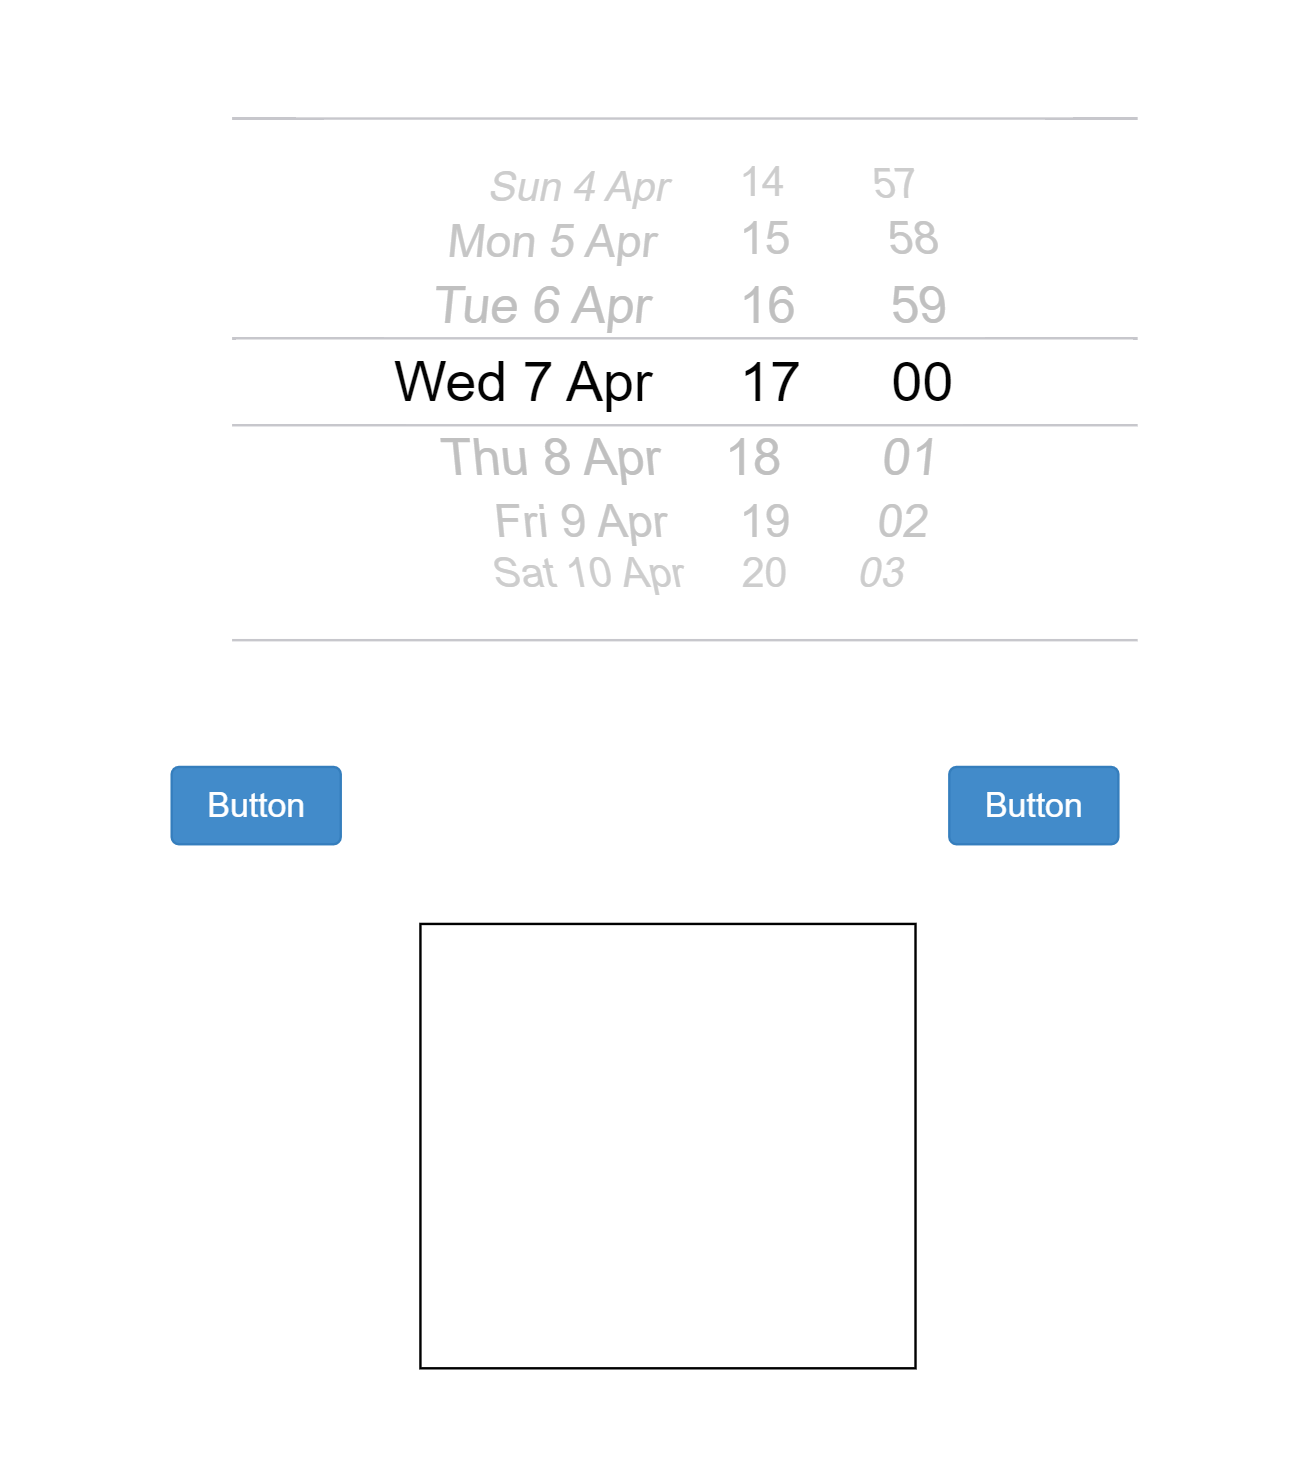 Sun 4 Apr 14 57
Mon 5 Apr 15 58
Tue 6 Apr 16 59
Wed 7 Apr 17 00
Thu 8 Apr 18 01
Fri 9 Apr 19 02
Sat 10 Apr 20 03
Button Button